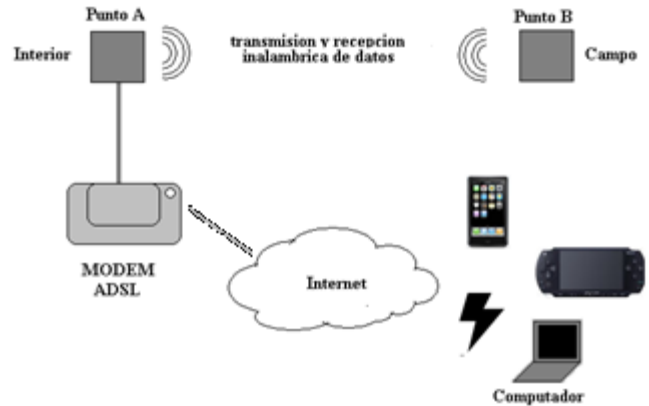 Punto A
Punto B
Interior
transmision y recepcion
inalambrica de datos
Campo
MODEM
ADSL
Internet
Computador